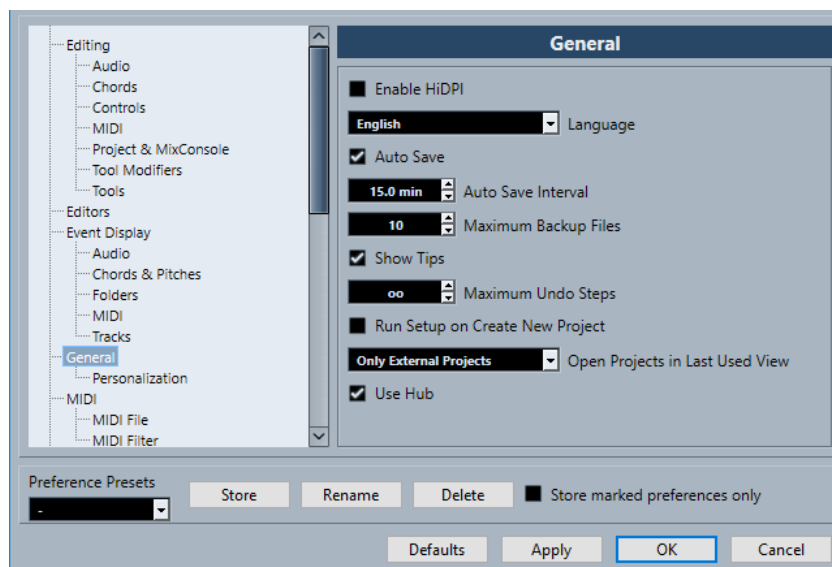 Editing
Audio
Chords
Controls
MIDI
Project & MixConsole
Tool Modifiers
Tools
Editors
Event Display
Audio
Chords & Pitches
Folders
MIDI
Tracks
General
Personalization
MIDI
MIDI File
MIDI Filter
General
Enable HiDPI
English Language
Auto Save
15.0 min Auto Save Interval
10 Maximum Backup Files
Show Tips
oo Maximum Undo Steps
Run Setup on Create New Project
Only External Projects Open Projects in Last Used View
Use Hub
Preference Presets
- Store Rename Delete Store marked preferences only
Defaults Apply OK Cancel